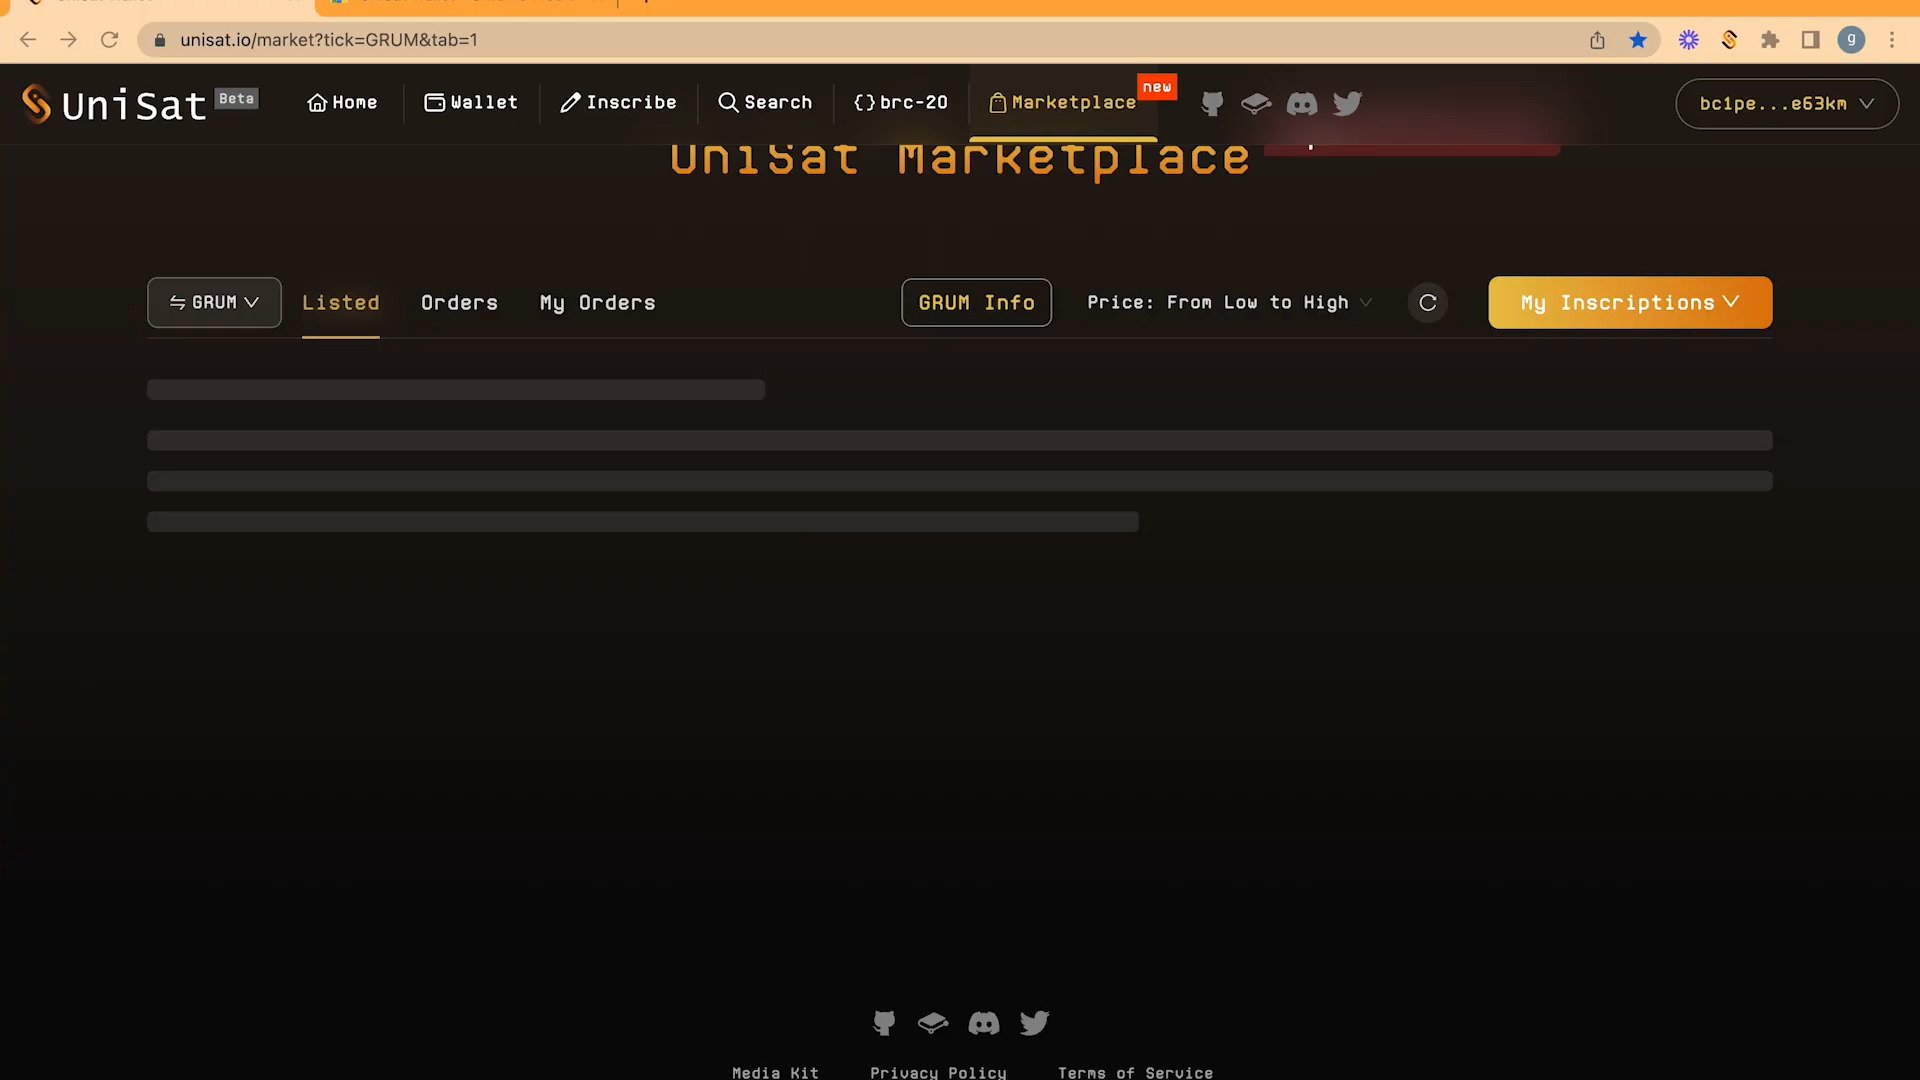 unisat.io/market?tick=GRUM&tab=1
g
UniSat Beta
Home
Wallet
Inscribe
Search
brc-20
Marketplace
new
bc1pe...e63km
UniSat Marketplace
GRUM
Listed
Orders
My Orders
GRUM Info
Price: From Low to High
My Inscriptions
Media Kit
Privacy Policy
Terms of Service